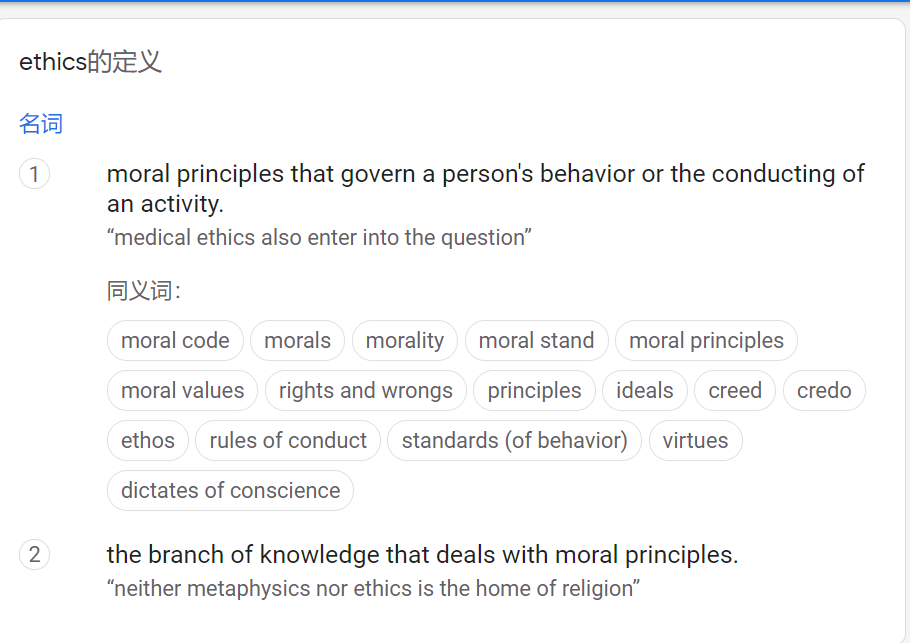 ethics的定义
名词
1
moral principles that govern a person's behavior or the conducting of
an activity.
“medical ethics also enter into the question”
同义词：
moral code morals morality moral stand moral principles
moral values rights and wrongs principles ideals creed credo
ethos rules of conduct standards (of behavior) virtues
dictates of conscience
2
the branch of knowledge that deals with moral principles.
“neither metaphysics nor ethics is the home of religion”